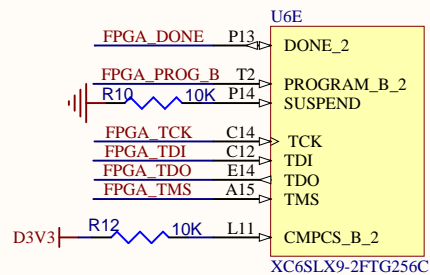 U6E
FPGA_DONE P13 DONE_2
FPGA_PROG_B T2 PROGRAM_B_2
R10 10K P14 SUSPEND
FPGA_TCK C14 TCK
FPGA_TDI C12 TDI
FPGA_TDO E14 TDO
FPGA_TMS A15 TMS
D3V3 R12 10K L11 CMPCS_B_2
XC6SLX9-2FTG256C